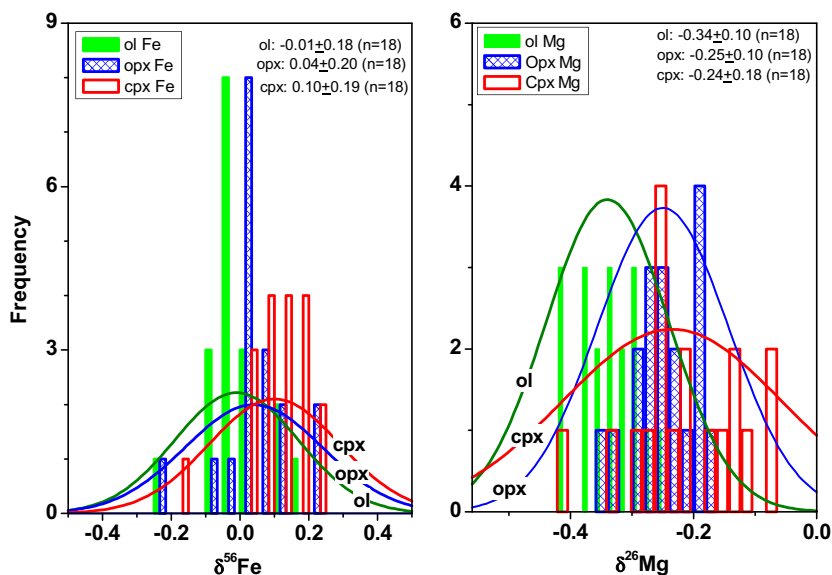 9
6
3
0
Frequency
ol Fe
opx Fe
cpx Fe
ol: -0.01±0.18 (n=18)
opx: 0.04±0.20 (n=18)
cpx: 0.10±0.19 (n=18)
cpx
opx
ol
-0.4 -0.2 0.0 0.2 0.4
δ⁵⁶Fe
6
4
2
0
ol Mg
Opx Mg
Cpx Mg
ol: -0.34±0.10 (n=18)
opx: -0.25±0.10 (n=18)
cpx: -0.24±0.18 (n=18)
ol
cpx
opx
-0.4 -0.2 0.0
δ²⁶Mg